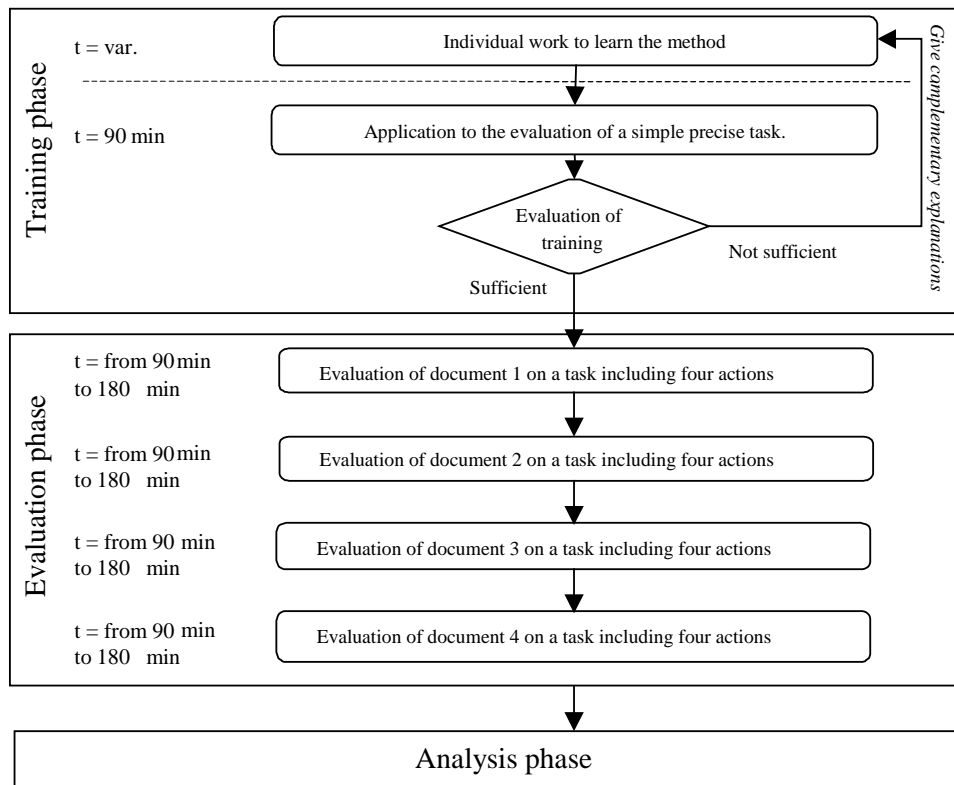 Training phase
t = var.
Individual work to learn the method
Give complementary explanations
t = 90 min
Application to the evaluation of a simple precise task.
Evaluation of
training
Not sufficient
Sufficient
Evaluation phase
t = from 90 min
to 180 min
Evaluation of document 1 on a task including four actions
t = from 90 min
to 180 min
Evaluation of document 2 on a task including four actions
t = from 90 min
to 180 min
Evaluation of document 3 on a task including four actions
t = from 90 min
to 180 min
Evaluation of document 4 on a task including four actions
Analysis phase